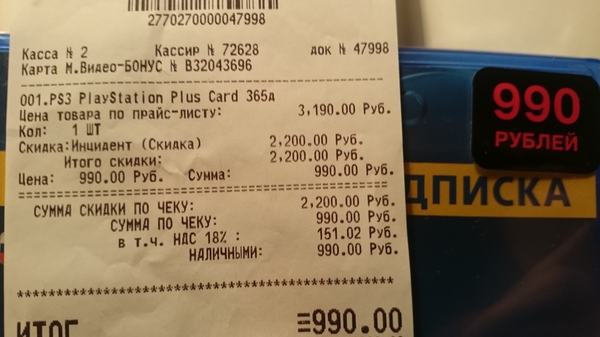 2770270000047998
Касса № 2 Кассир № 72628 док № 47998
Карта М.Видео-БОНУС № B32043696
001.PS3 PlayStation Plus Card 365д
Цена товара по прайс-листу: 3,190.00 Руб.
Кол: 1 ШТ
Скидка:Инцидент (Скидка) 2,200.00 Руб.
Итого скидки: 2,200.00 Руб.
Цена: 990.00 Руб. Сумма: 990.00 Руб.
СУММА СКИДКИ ПО ЧЕКУ: 2,200.00 Руб.
СУММА ПО ЧЕКУ: 990.00 Руб.
в т.ч. НДС 18% : 151.02 Руб.
НАЛИЧНЫМИ: 990.00 Руб.
*****************************************
ИТОГ ≡990.00
990
РУБЛЕЙ
ДПИСКА